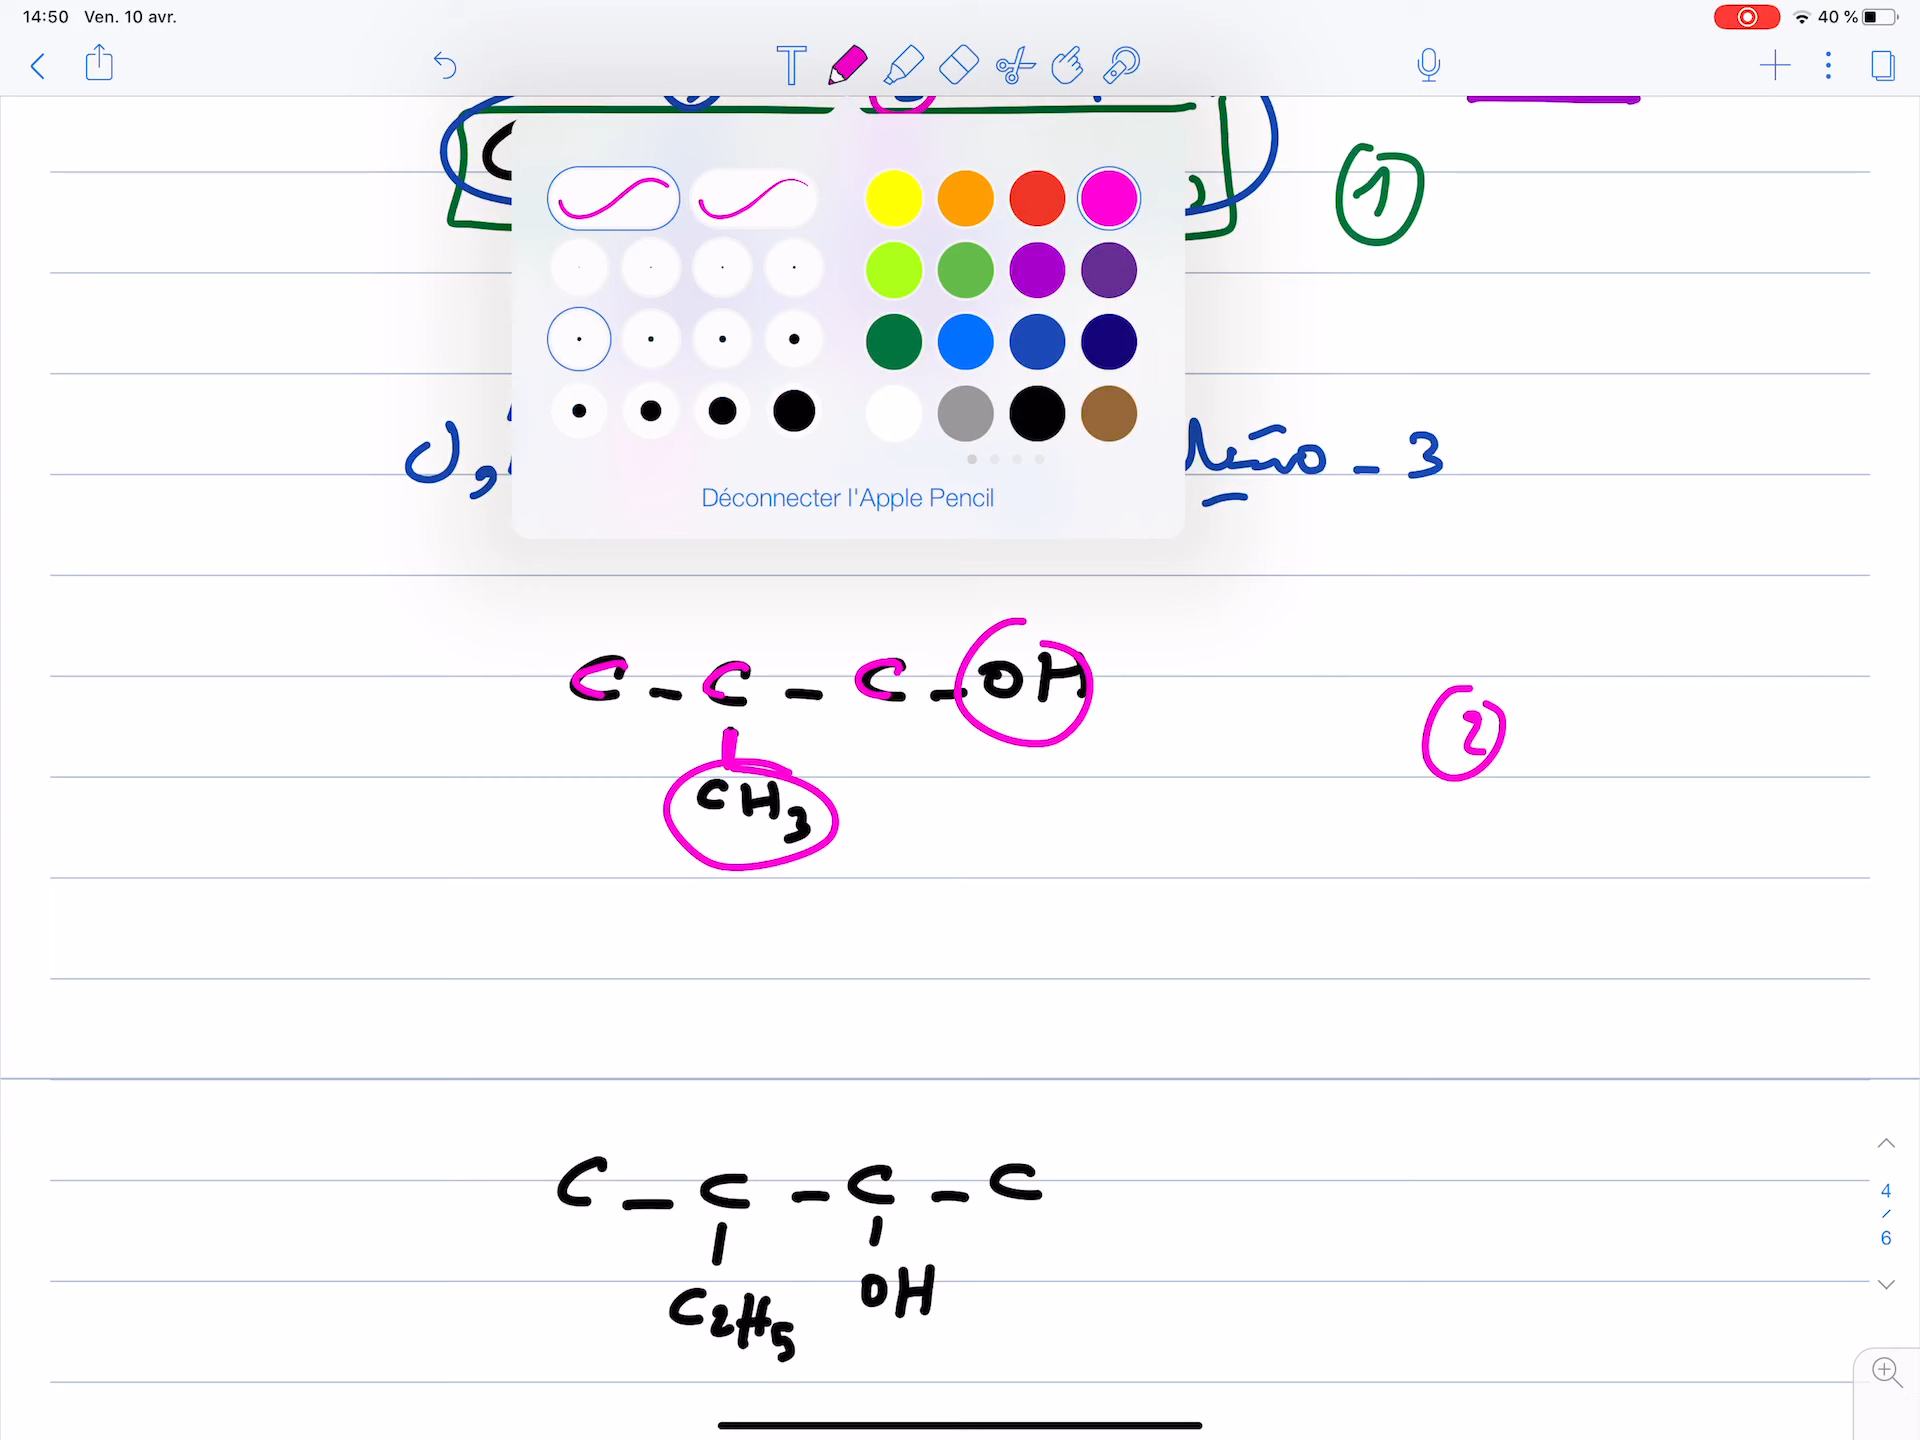 14:50 Ven. 10 avr. 40 %
1
Déconnecter l'Apple Pencil
- 3
C - C - C - OH
CH3
2
C - C - C - C
C2H5 OH
4
/
6